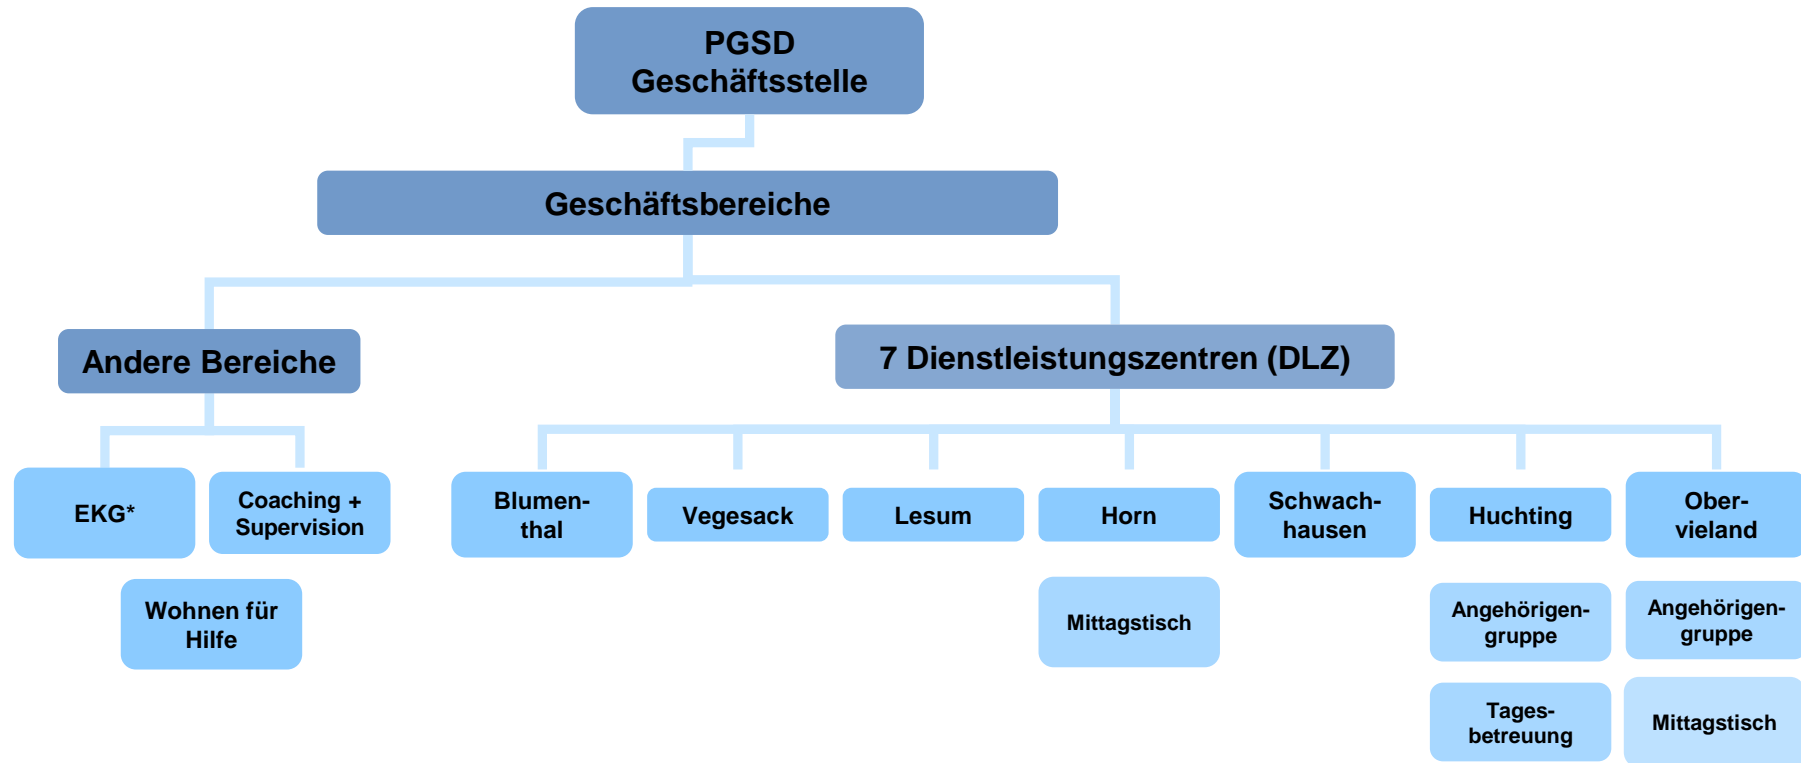 PGSD
Geschäftsstelle
Geschäftsbereiche
Andere Bereiche
7 Dienstleistungszentren (DLZ)
EKG*
Coaching +
Supervision
Wohnen für
Hilfe
Blumen-
thal
Vegesack
Lesum
Horn
Schwach-
hausen
Huchting
Ober-
vieland
Mittagstisch
Angehörigen-
gruppe
Angehörigen-
gruppe
Tages-
betreuung
Mittagstisch